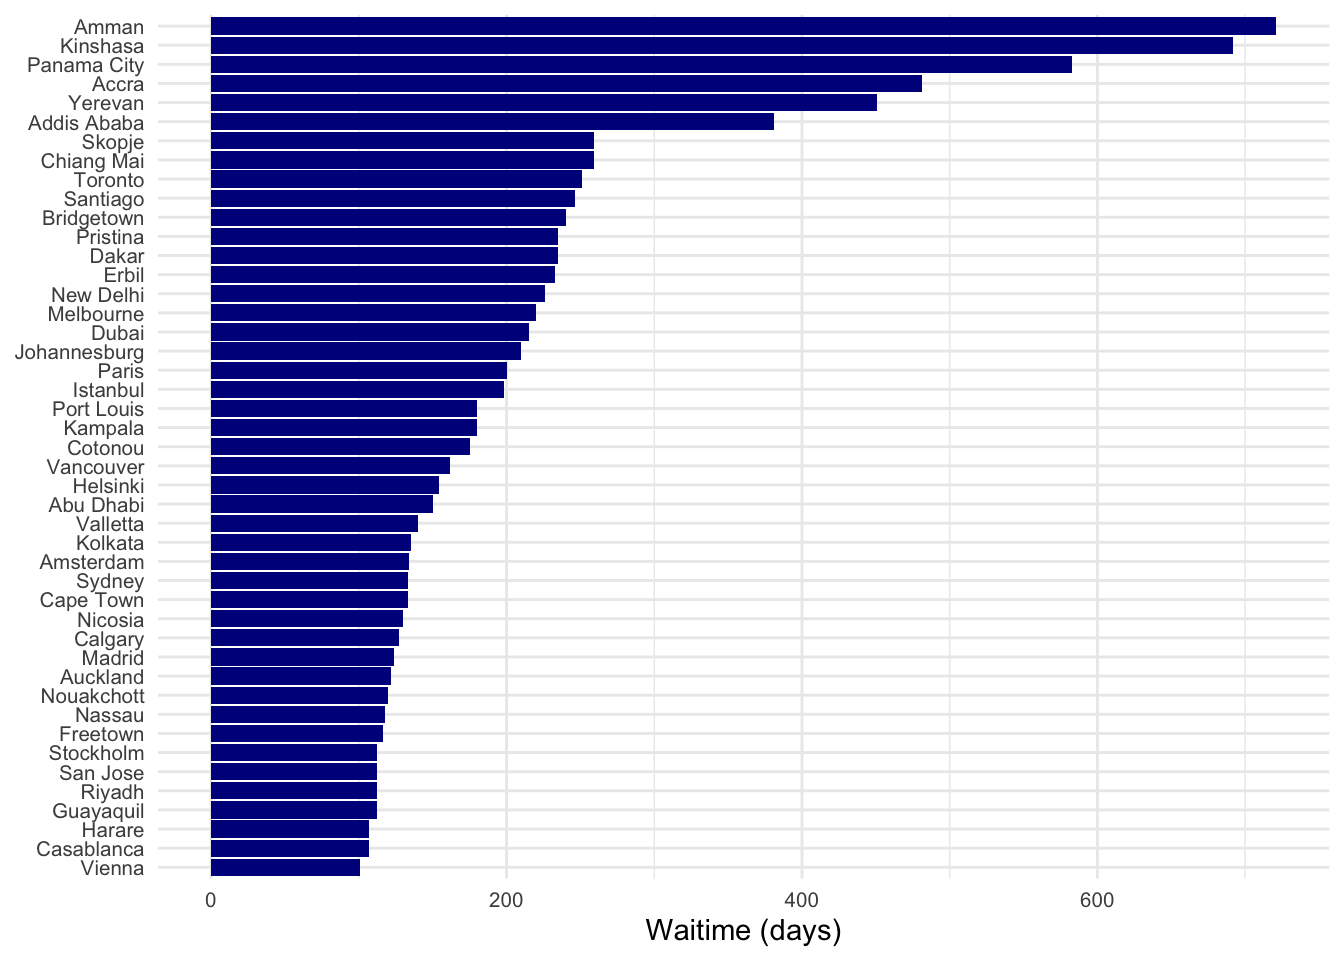 Amman
Kinshasa
Panama City
Accra
Yerevan
Addis Ababa
Skopje
Chiang Mai
Toronto
Santiago
Bridgetown
Pristina
Dakar
Erbil
New Delhi
Melbourne
Dubai
Johannesburg
Paris
Istanbul
Port Louis
Kampala
Cotonou
Vancouver
Helsinki
Abu Dhabi
Valletta
Kolkata
Amsterdam
Sydney
Cape Town
Nicosia
Calgary
Madrid
Auckland
Nouakchott
Nassau
Freetown
Stockholm
San Jose
Riyadh
Guayaquil
Harare
Casablanca
Vienna
0 200 400 600
Waitime (days)